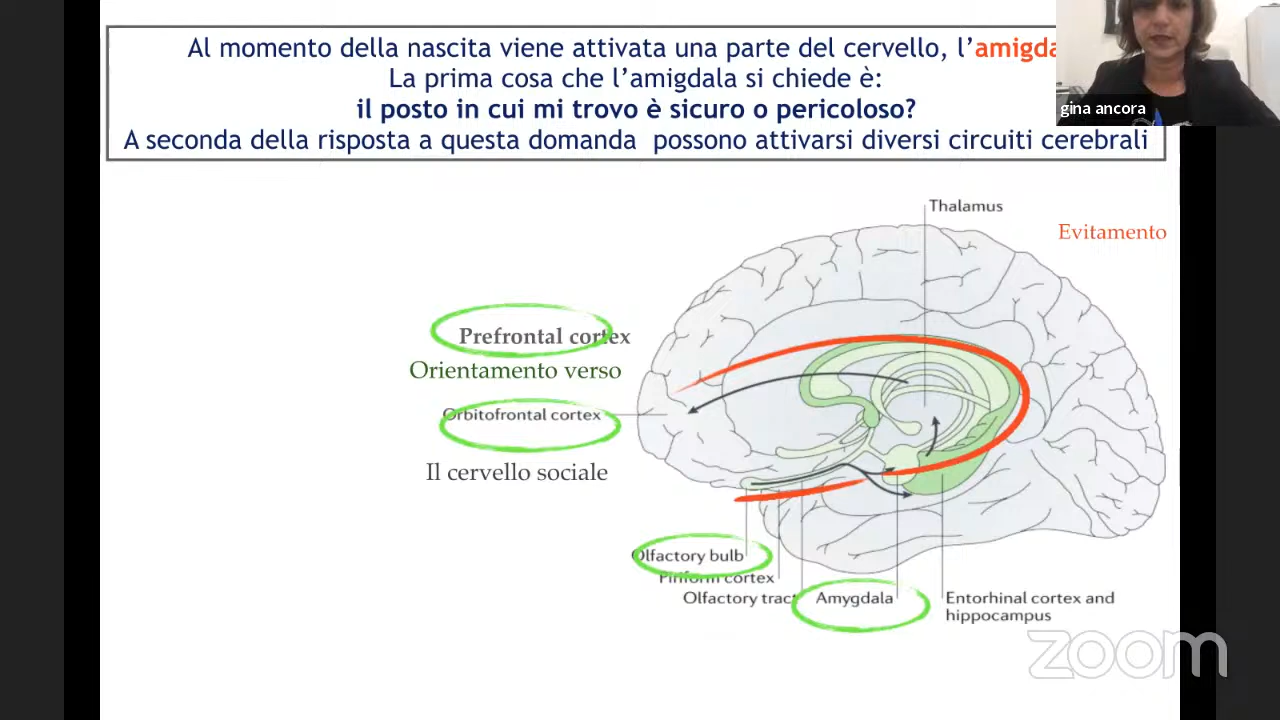 Al momento della nascita viene attivata una parte del cervello, l’amigda
La prima cosa che l’amigdala si chiede è:
il posto in cui mi trovo è sicuro o pericoloso?
A seconda della risposta a questa domanda possono attivarsi diversi circuiti cerebrali
gina ancora
Thalamus
Evitamento
Prefrontal cortex
Orientamento verso
Orbitofrontal cortex
Il cervello sociale
Olfactory bulb
Piriform cortex
Olfactory tract
Amygdala
Entorhinal cortex and
hippocampus
zoom